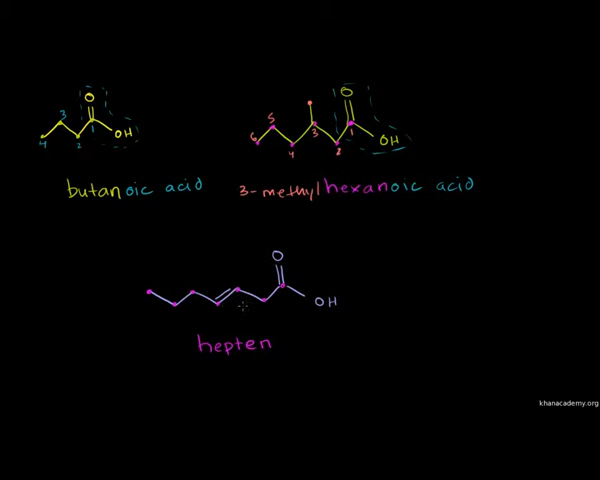 O O
3 5 3 1
1 OH 6 OH
4 2 4 2
butanoic acid 3-methyl|hexanoic acid
O
OH
hepten
khanacademy.org